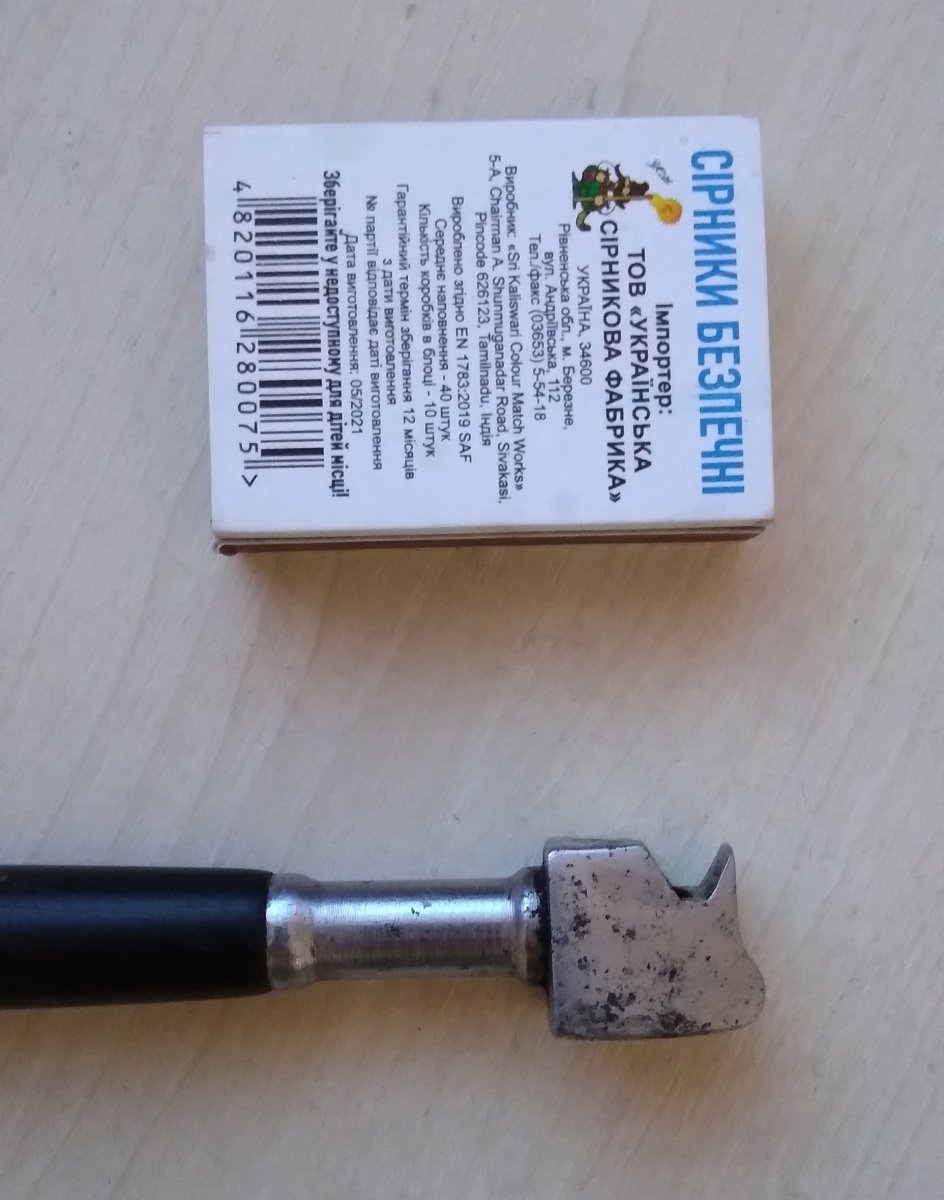 СІРНИКИ БЕЗПЕЧНІ
Імпортер:
ТОВ «УКРАЇНСЬКА
СІРНИКОВА ФАБРИКА»
УКРАЇНА, 34600
Рівненська обл., м. Березне,
вул. Андріївська, 112
Тел./факс (03653) 5-54-18
Виробник: «Sri Kaliswari Colour Match Works»
5-A, Chairman A. Shunmuganadar Road, Sivakasi,
Pincode 626123, Tamilnadu, Індія
Вироблено згідно EN 1783:2019 SAF
Середнє наповнення - 40 штук
Кількість коробків в блоці - 10 штук
Гарантійний термін зберігання 12 місяців
з дати виготовлення
№ партії відповідає даті виготовлення
Дата виготовлення: 05/2021
Зберігайте у недоступному для дітей місці!
4 820116 280075 >